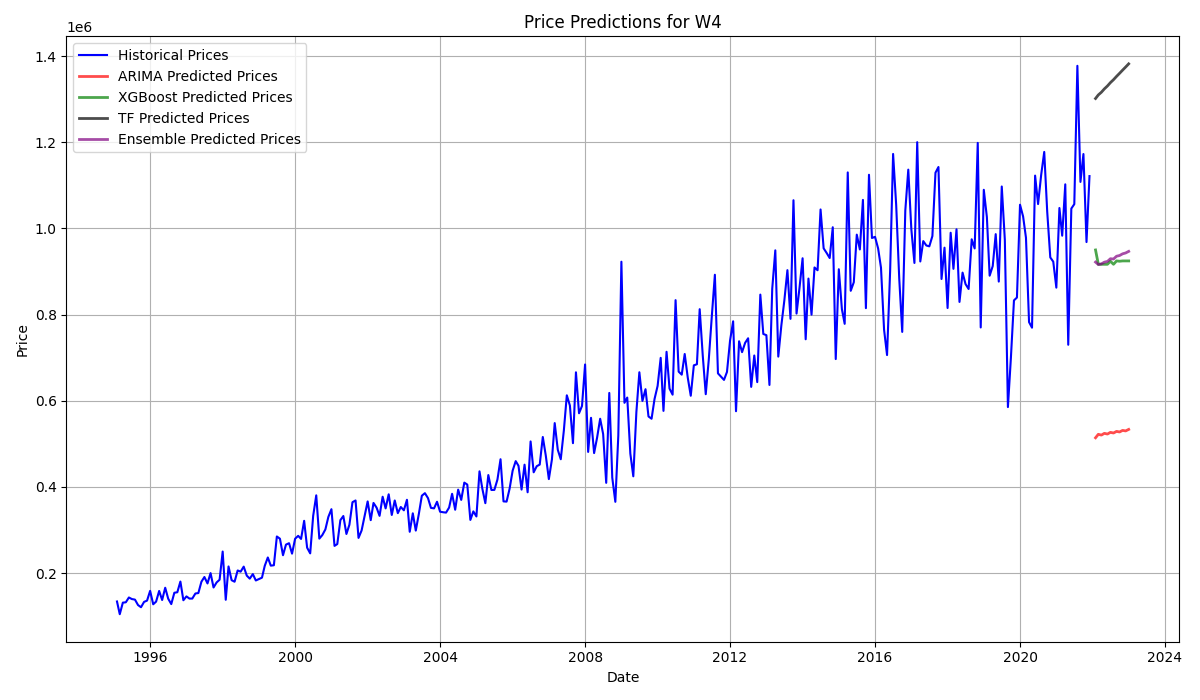 Price Predictions for W4
1e6
Historical Prices
ARIMA Predicted Prices
XGBoost Predicted Prices
TF Predicted Prices
Ensemble Predicted Prices
1.4
1.2
1.0
0.8
0.6
0.4
0.2
Price
1996 2000 2004 2008 2012 2016 2020 2024
Date